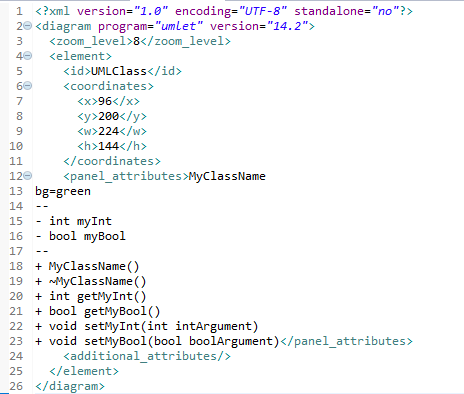 1 <?xml version="1.0" encoding="UTF-8" standalone="no"?>
2 <diagram program="umlet" version="14.2">
3   <zoom_level>8</zoom_level>
4   <element>
5     <id>UMLClass</id>
6     <coordinates>
7       <x>96</x>
8       <y>200</y>
9       <w>224</w>
10       <h>144</h>
11     </coordinates>
12     <panel_attributes>MyClassName
13 bg=green
14 --
15 - int myInt
16 - bool myBool
17 --
18 + MyClassName()
19 + ~MyClassName()
20 + int getMyInt()
21 + bool getMyBool()
22 + void setMyInt(int intArgument)
23 + void setMyBool(bool boolArgument)</panel_attributes>
24     <additional_attributes/>
25   </element>
26 </diagram>